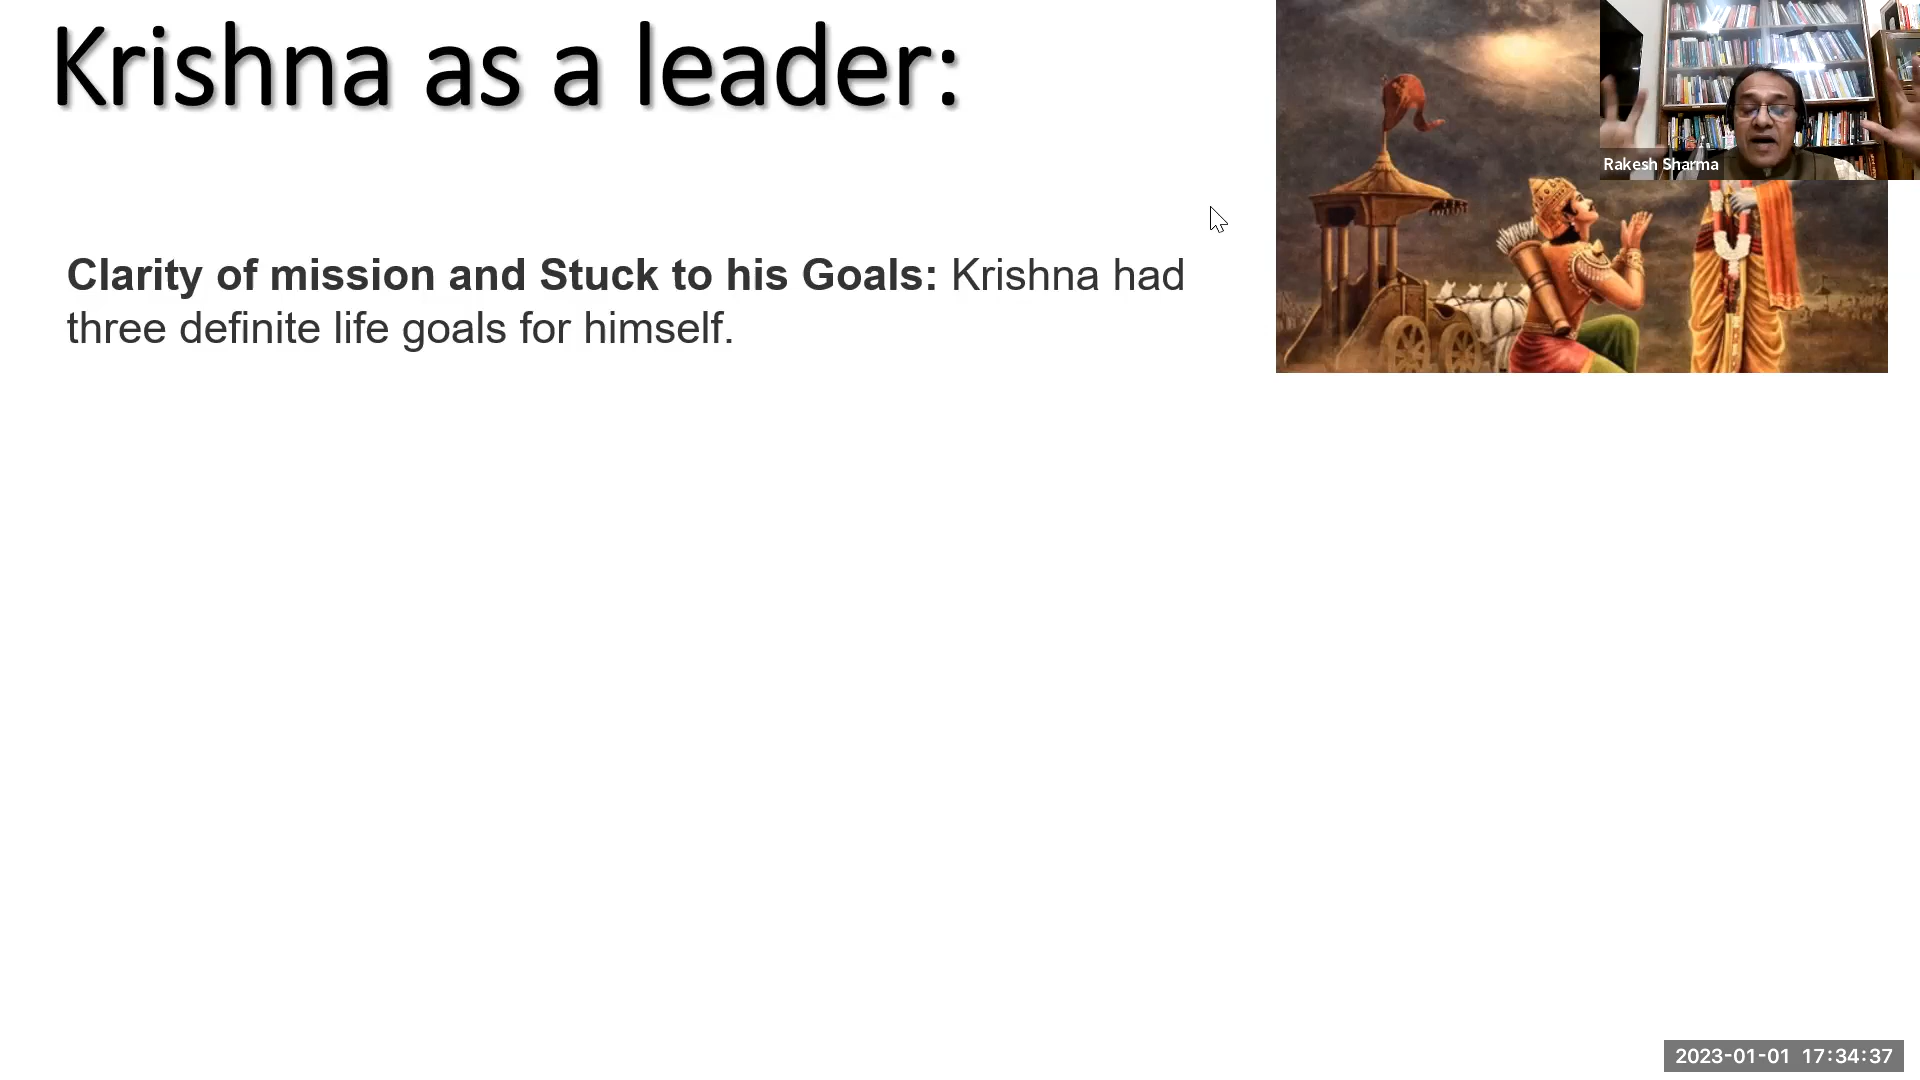 Krishna as a leader:
Rakesh Sharma
Clarity of mission and Stuck to his Goals: Krishna had
three definite life goals for himself.
2023-01-01 17:34:37